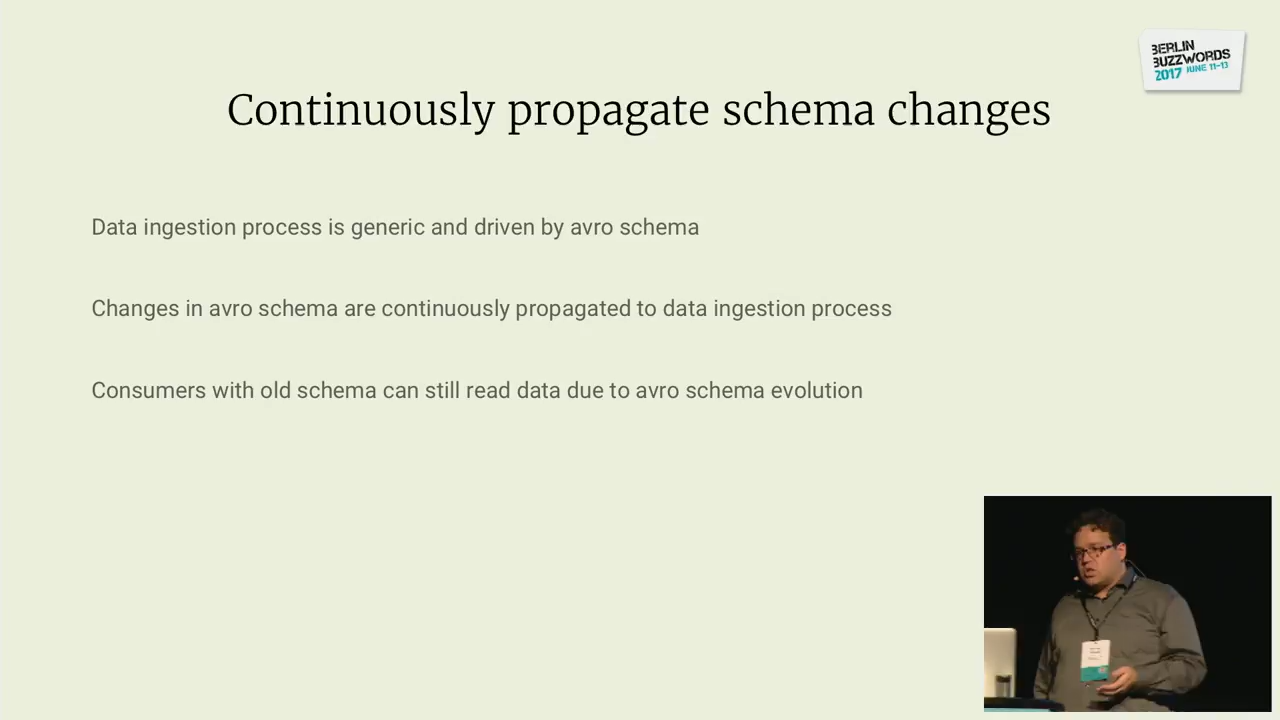 BERLIN
BUZZWORDS
2017 JUNE 11-13
Continuously propagate schema changes
Data ingestion process is generic and driven by avro schema
Changes in avro schema are continuously propagated to data ingestion process
Consumers with old schema can still read data due to avro schema evolution